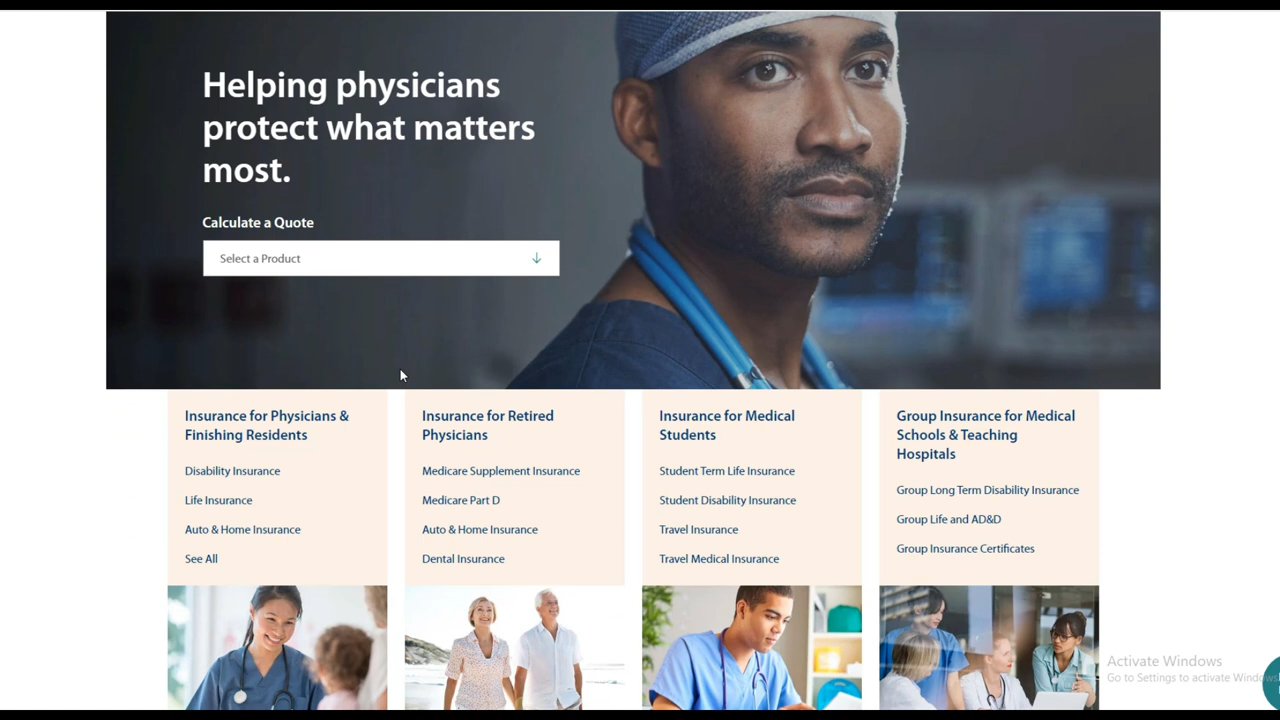 Helping physicians
protect what matters
most.
Calculate a Quote
Select a Product
Insurance for Physicians &
Finishing Residents
Disability Insurance
Life Insurance
Auto & Home Insurance
See All
Insurance for Retired
Physicians
Medicare Supplement Insurance
Medicare Part D
Auto & Home Insurance
Dental Insurance
Insurance for Medical
Students
Student Term Life Insurance
Student Disability Insurance
Travel Insurance
Travel Medical Insurance
Group Insurance for Medical
Schools & Teaching
Hospitals
Group Long Term Disability Insurance
Group Life and AD&D
Group Insurance Certificates
Activate Windows
Go to Settings to activate Windows